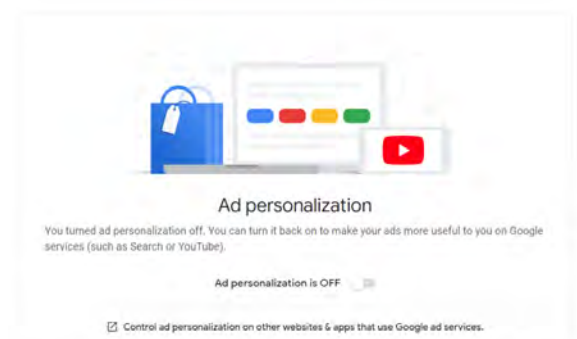 Ad personalization
You turned ad personalization off. You can turn it back on to make your ads more useful to you on Google
services (such as Search or YouTube).
Ad personalization is OFF
Control ad personalization on other websites & apps that use Google ad services.